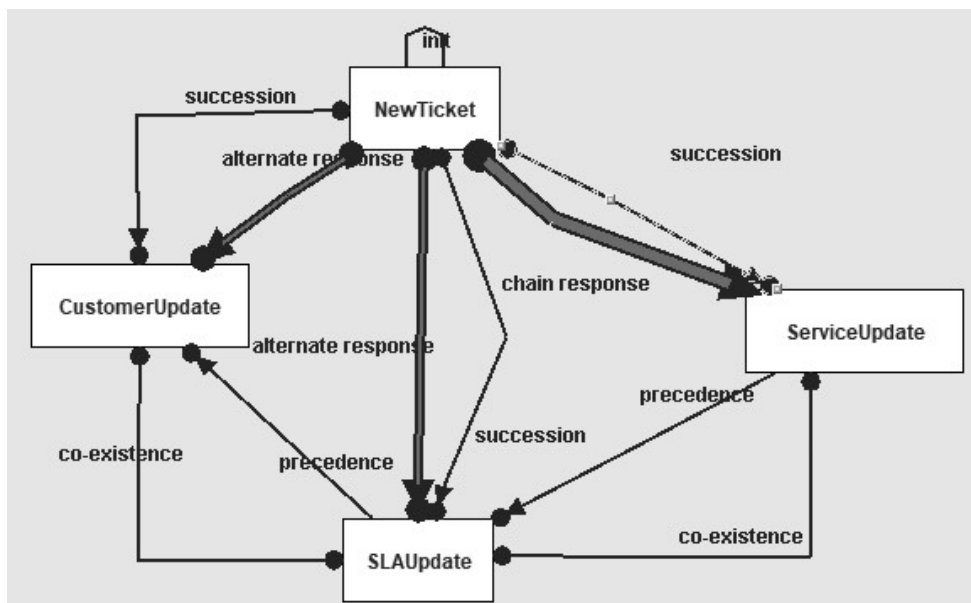 init
succession
NewTicket
alternate response
succession
chain response
CustomerUpdate
ServiceUpdate
alternate response
precedence
succession
co-existence
precedence
co-existence
SLAUpdate